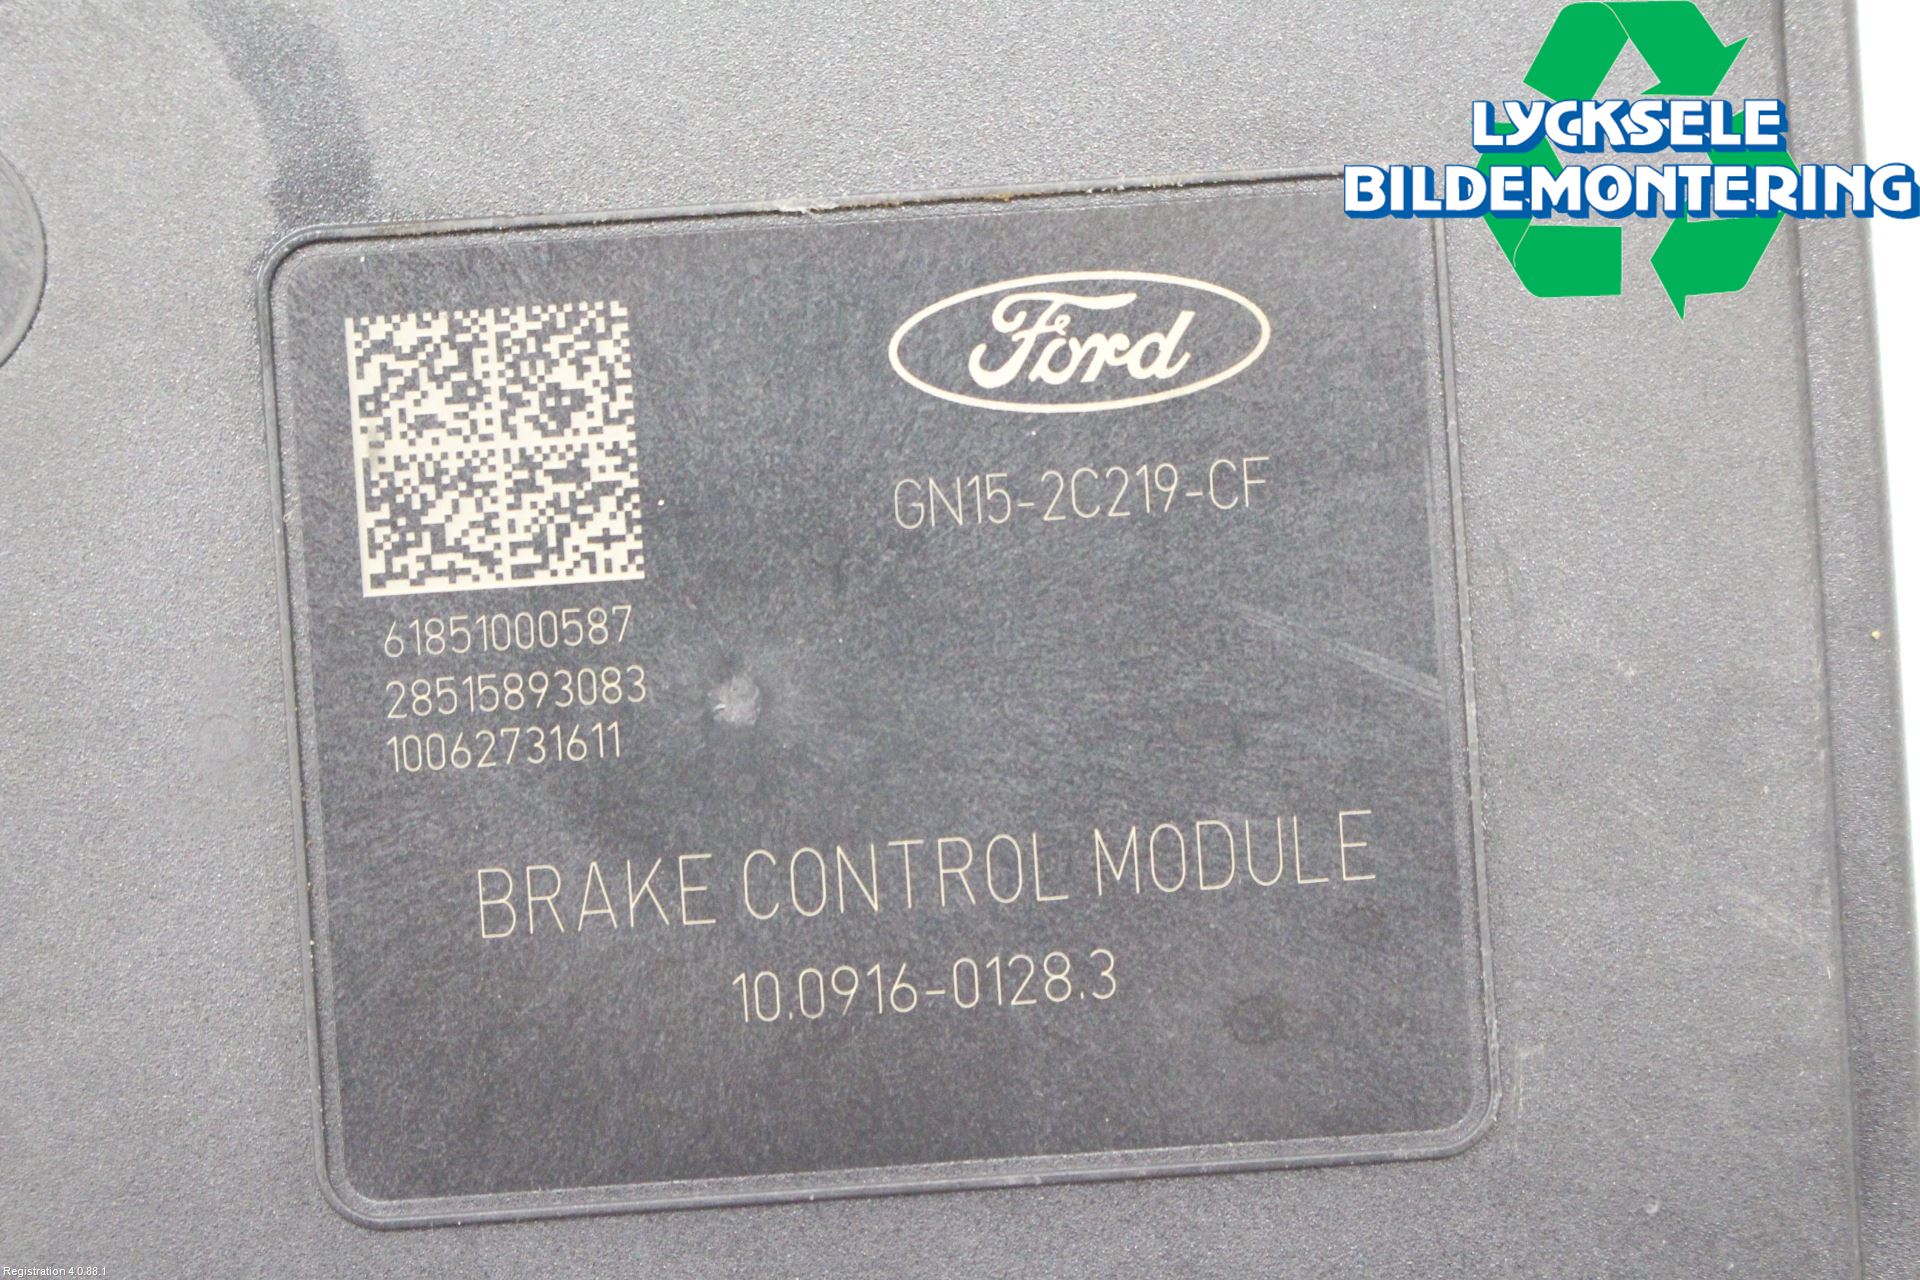 LYCKSELE
BILDEMONTERING
Ford
GN15-2C219-CF
61851000587
28515893083
10062731611
BRAKE CONTROL MODULE
10.0916-0128.3
Registration 4.0.88.1